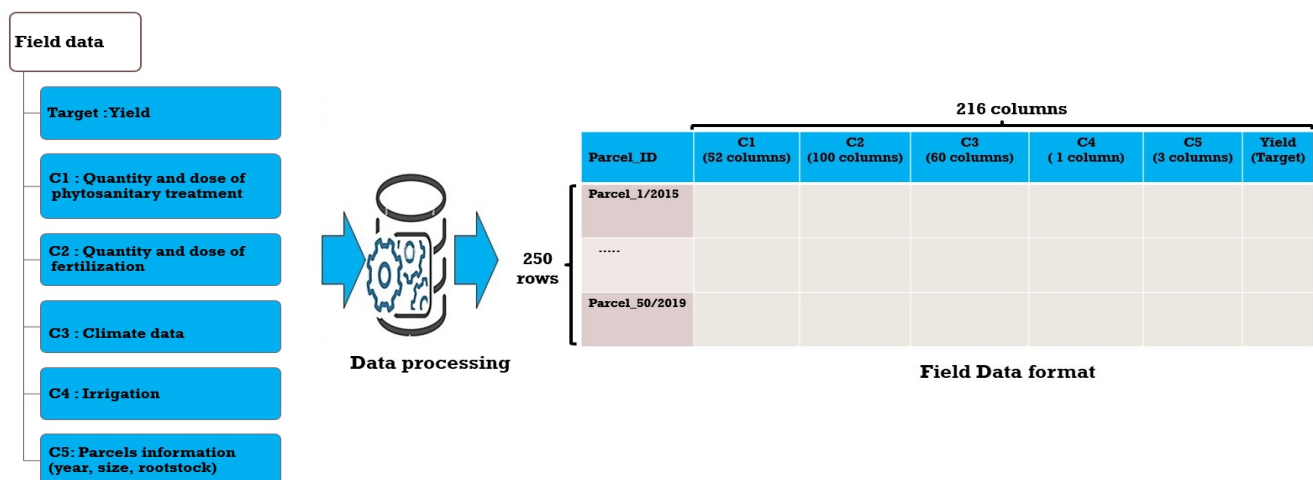 Field data
Target :Yield
C1 : Quantity and dose of
phytosanitary treatment
C2 : Quantity and dose of
fertilization
C3 : Climate data
C4 : Irrigation
C5: Parcels information
(year, size, rootstock)
Data processing
216 columns
Parcel_ID
C1
(52 columns)
C2
(100 columns)
C3
(60 columns)
C4
( 1 column)
C5
(3 columns)
Yield
(Target)
250
rows
Parcel_1/2015
.....
Parcel_50/2019
Field Data format